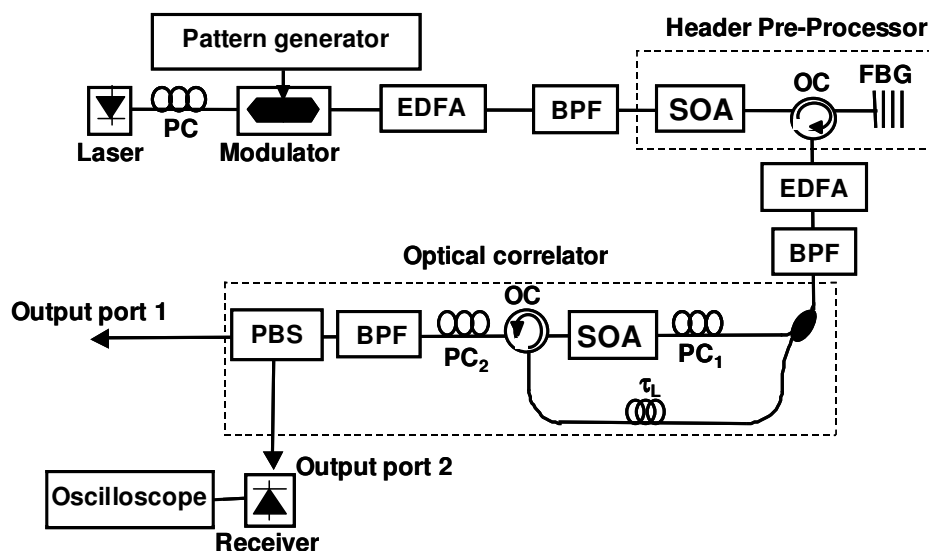 Header Pre-Processor
Pattern generator
OC
FBG
EDFA
BPF
SOA
PC
Laser
Modulator
EDFA
BPF
Optical correlator
OC
Output port 1
PBS
BPF
SOA
PC2
PC1
τL
Output port 2
Oscilloscope
Receiver